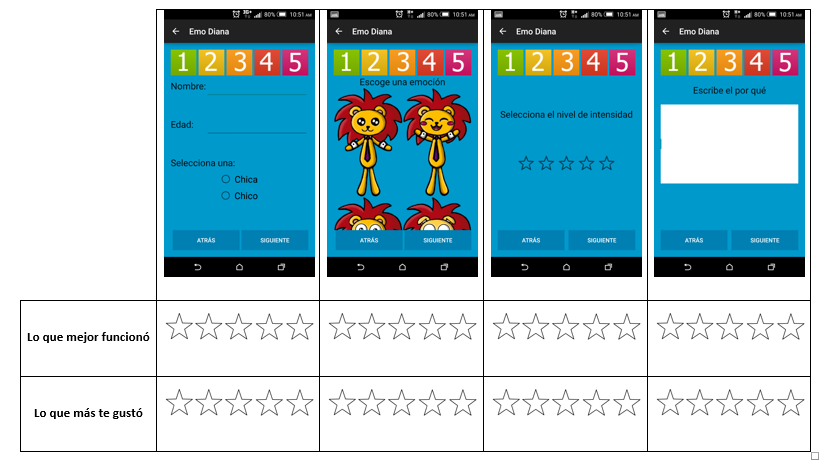 3G+ 80% 10:51 AM
Emo Diana
1 2 3 4 5
Nombre:
Edad:
Selecciona una:
Chica
Chico
ATRÁS SIGUIENTE
80% 10:51 AM
Emo Diana
1 2 3 4 5
Escoge una emoción
ATRÁS SIGUIENTE
80% 10:51 AM
Emo Diana
1 2 3 4 5
Selecciona el nivel de intensidad
ATRÁS SIGUIENTE
80% 10:51 AM
Emo Diana
1 2 3 4 5
Escribe el por qué
ATRÁS SIGUIENTE
Lo que mejor funcionó
Lo que más te gustó